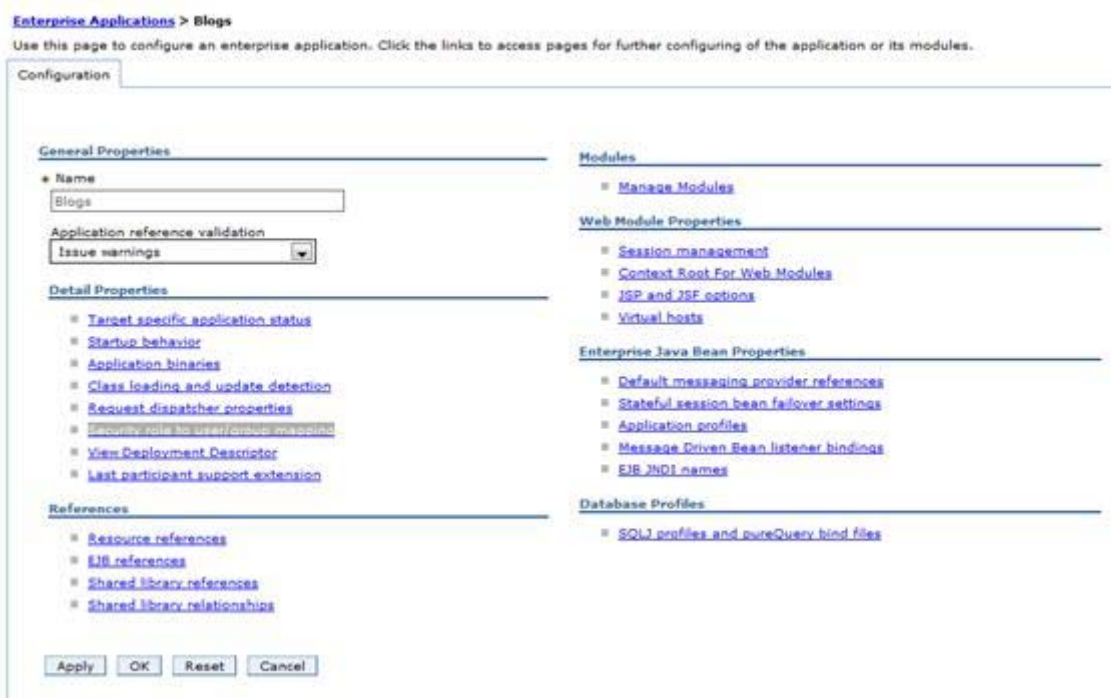 Enterprise Applications > Blogs
Use this page to configure an enterprise application. Click the links to access pages for further configuring of the application or its modules.
Configuration
General Properties
* Name
Blogs
Application reference validation
Issue warnings
Detail Properties
Target specific application status
Startup behavior
Application binaries
Class loading and update detection
Request dispatcher properties
Security role to user/group mapping
View Deployment Descriptor
Last participant support extension
References
Resource references
EJB references
Shared library references
Shared library relationships
Apply OK Reset Cancel
Modules
Manage Modules
Web Module Properties
Session management
Context Root For Web Modules
JSP and JSF options
Virtual hosts
Enterprise Java Bean Properties
Default messaging provider references
Stateful session bean failover settings
Application profiles
Message Driven Bean listener bindings
EJB JNDI names
Database Profiles
SQLJ profiles and pureQuery bind files